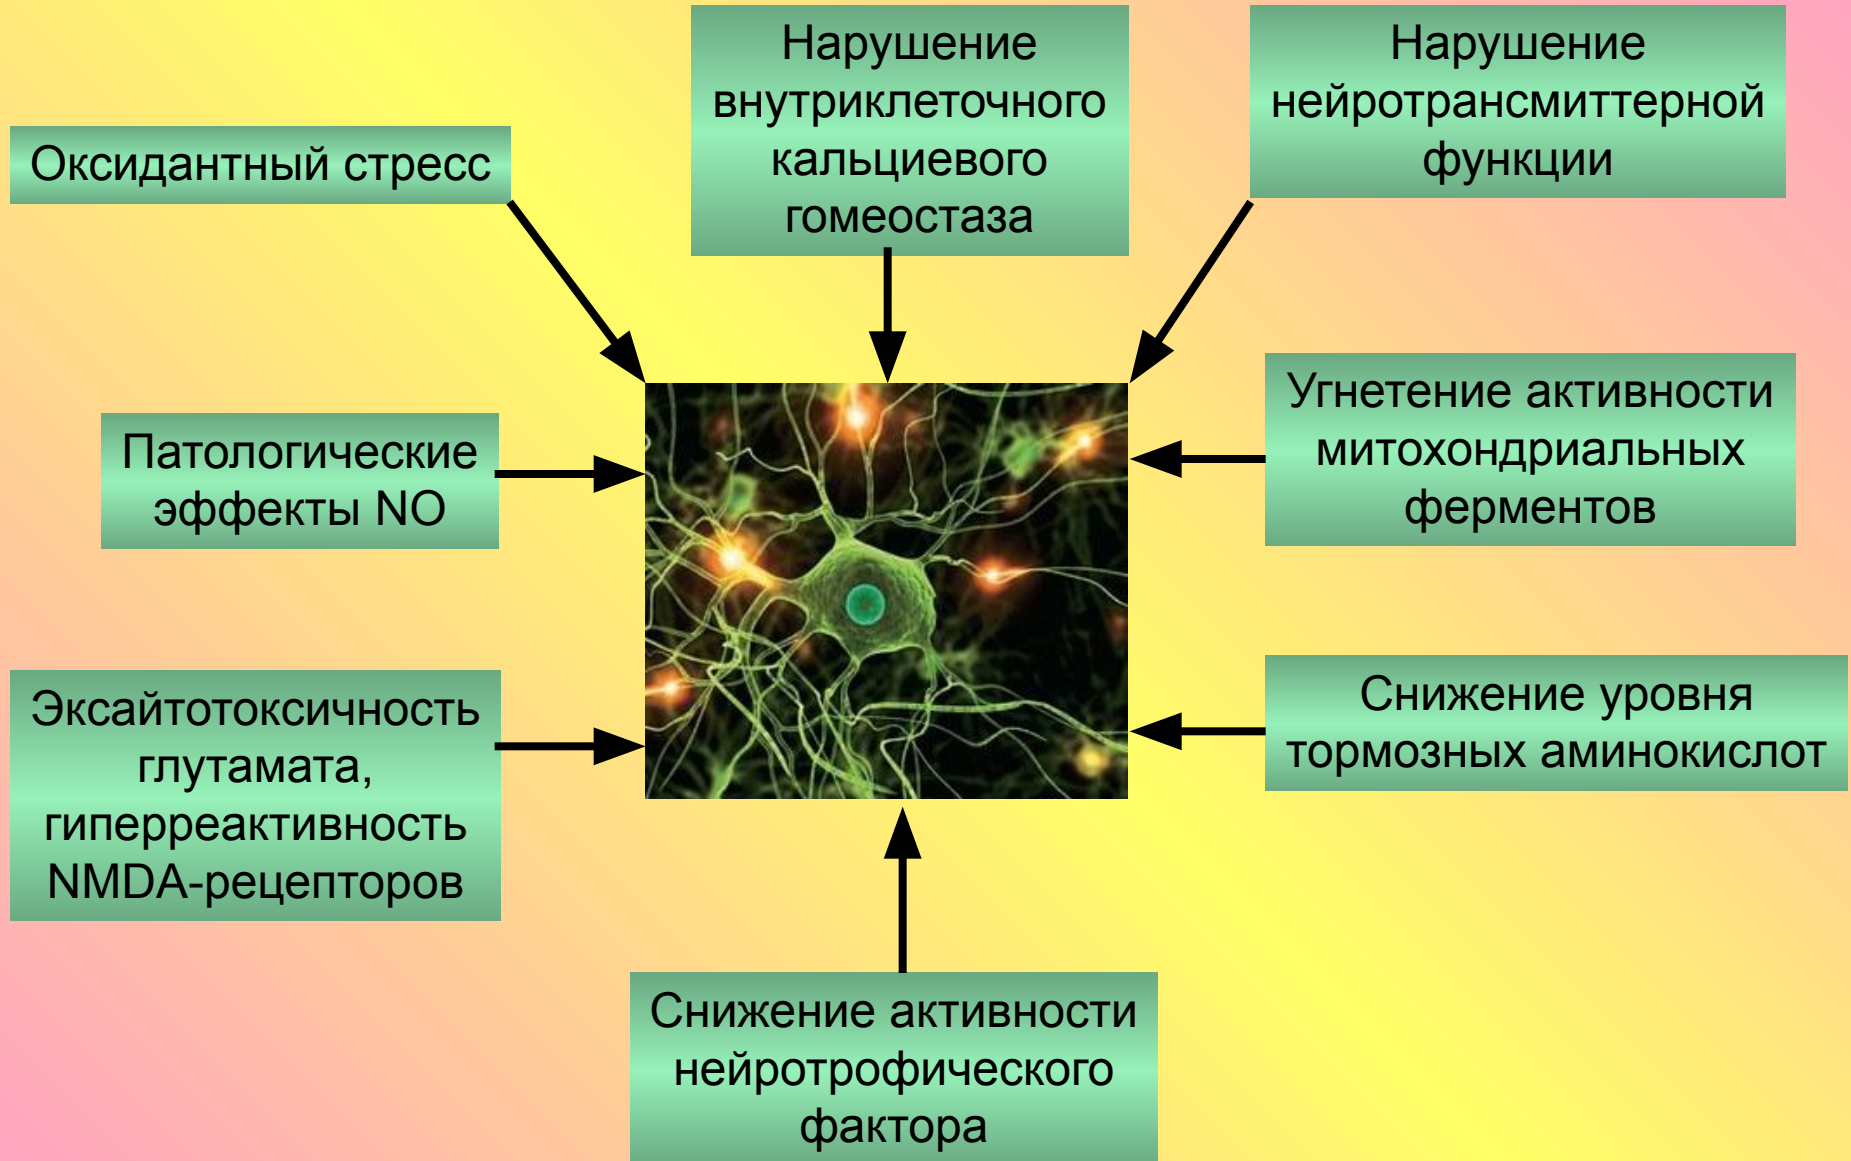 Нарушение
внутриклеточного
кальциевого
гомеостаза
Нарушение
нейротрансмиттерной
функции
Оксидантный стресс
Угнетение активности
митохондриальных
ферментов
Патологические
эффекты NO
Снижение уровня
тормозных аминокислот
Эксайтотоксичность
глутамата,
гиперреактивность
NMDA-рецепторов
Снижение активности
нейротрофического
фактора